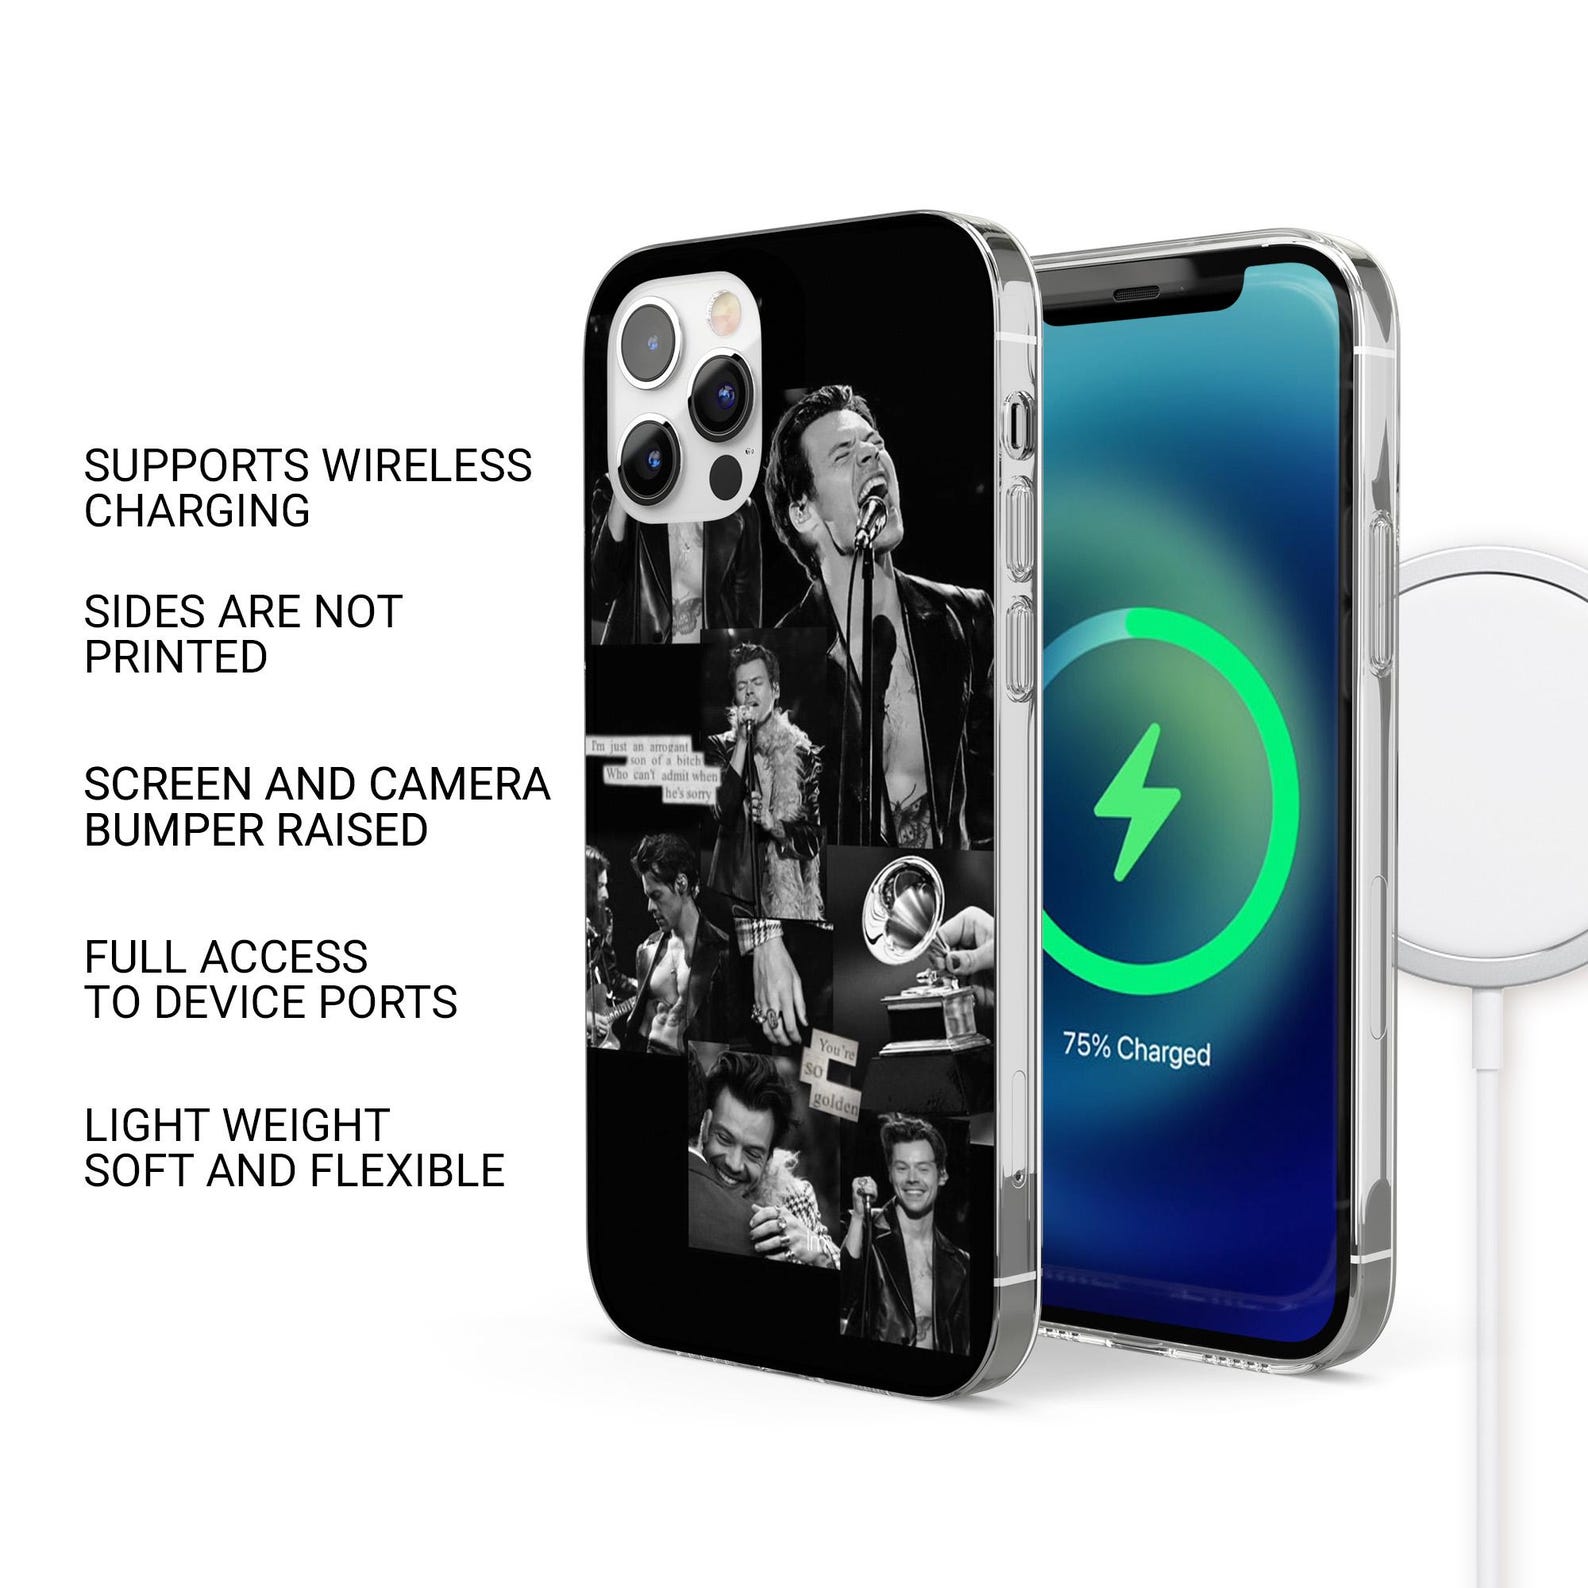 SUPPORTS WIRELESS
CHARGING
SIDES ARE NOT
PRINTED
SCREEN AND CAMERA
BUMPER RAISED
FULL ACCESS
TO DEVICE PORTS
LIGHT WEIGHT
SOFT AND FLEXIBLE
I'm just an arrogant
son of a bitch
Who can't admit when
he's sorry
You're
so
golden
75% Charged